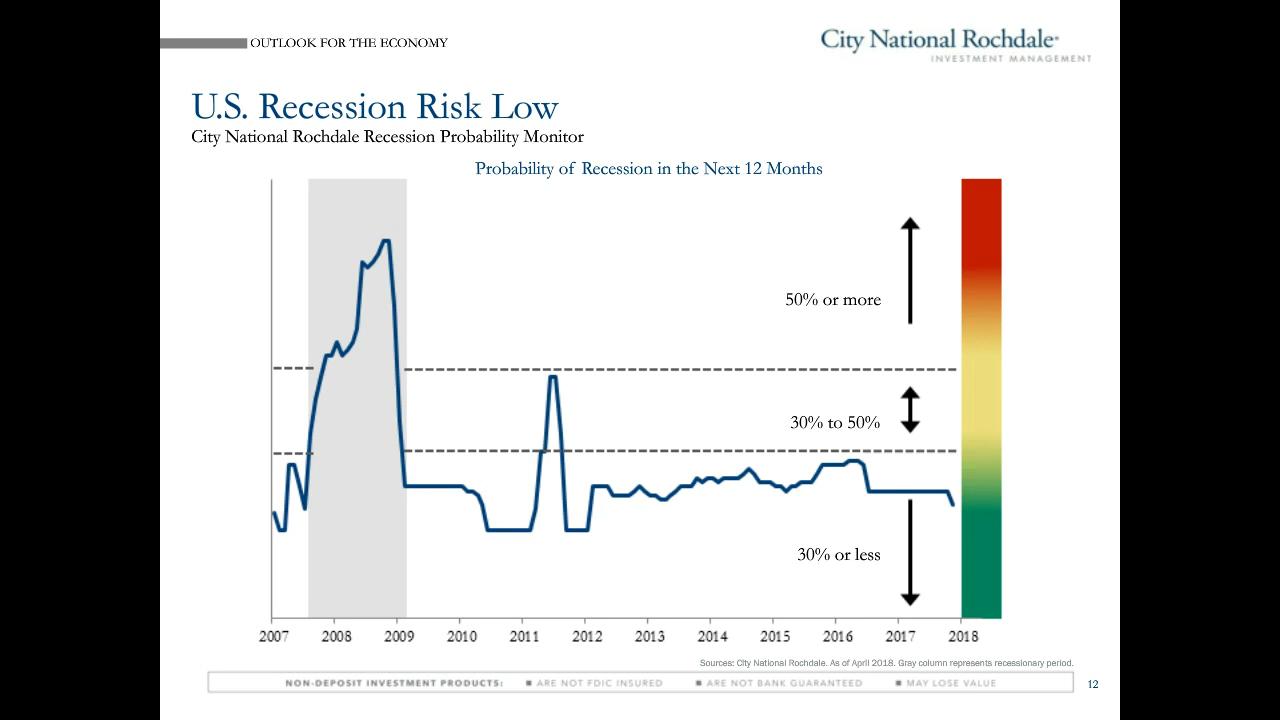 OUTLOOK FOR THE ECONOMY
City National Rochdale
INVESTMENT MANAGEMENT
U.S. Recession Risk Low
City National Rochdale Recession Probability Monitor
Probability of Recession in the Next 12 Months
50% or more
30% to 50%
30% or less
2007 2008 2009 2010 2011 2012 2013 2014 2015 2016 2017 2018
Sources: City National Rochdale. As of April 2018. Gray column represents recessionary period.
NON-DEPOSIT INVESTMENT PRODUCTS: ■ ARE NOT FDIC INSURED ■ ARE NOT BANK GUARANTEED ■ MAY LOSE VALUE
12